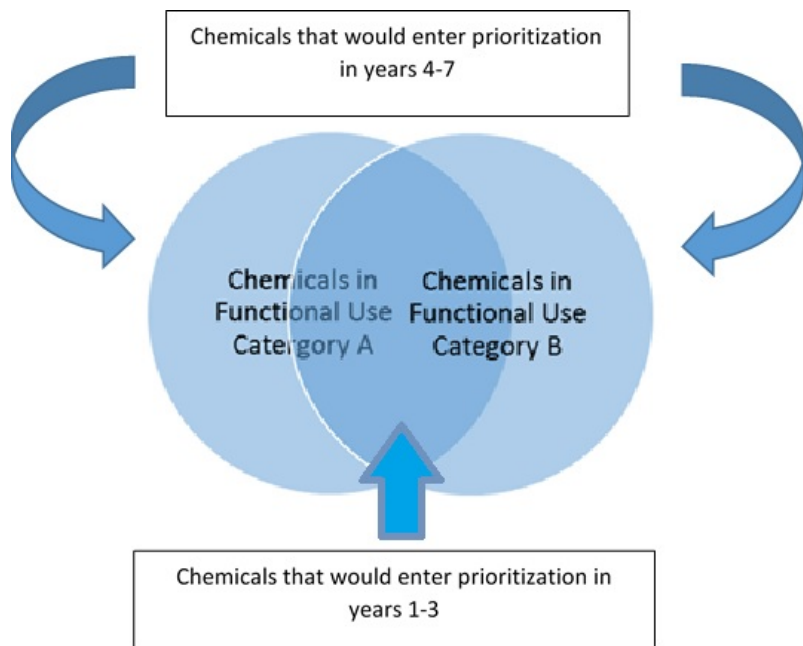 Chemicals that would enter prioritization
in years 4-7
Chemicals in
Functional Use
Catergory A
Chemicals in
Functional Use
Category B
Chemicals that would enter prioritization in
years 1-3